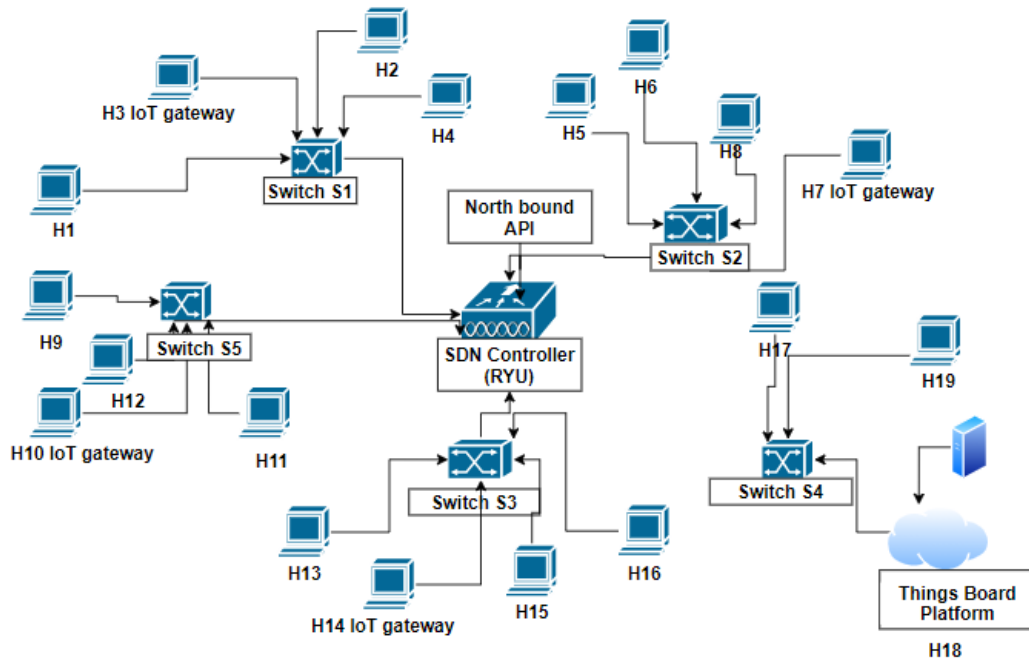 H2
H3 IoT gateway
H4
H1
Switch S1
H6
H5
H8
H7 IoT gateway
Switch S2
North bound
API
H9
Switch S5
H12
H10 IoT gateway
H11
SDN Controller
(RYU)
H17
H19
Switch S3
Switch S4
H13
H14 IoT gateway
H15
H16
Things Board
Platform
H18